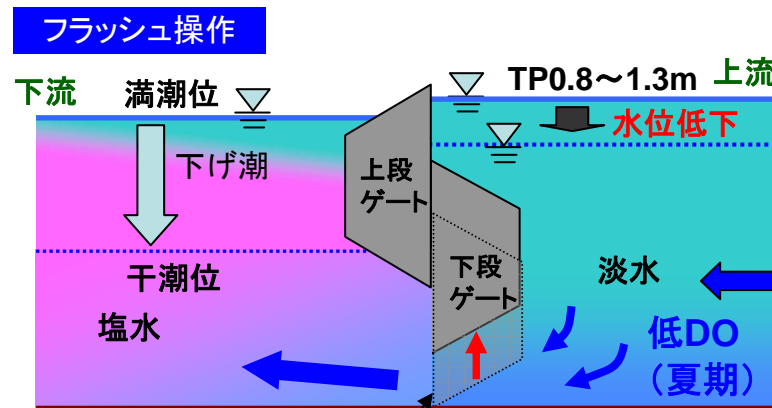 フラッシュ操作
下流
満潮位
TP0.8～1.3m
上流
水位低下
下げ潮
上段
ゲート
干潮位
下段
ゲート
淡水
塩水
低DO
（夏期）